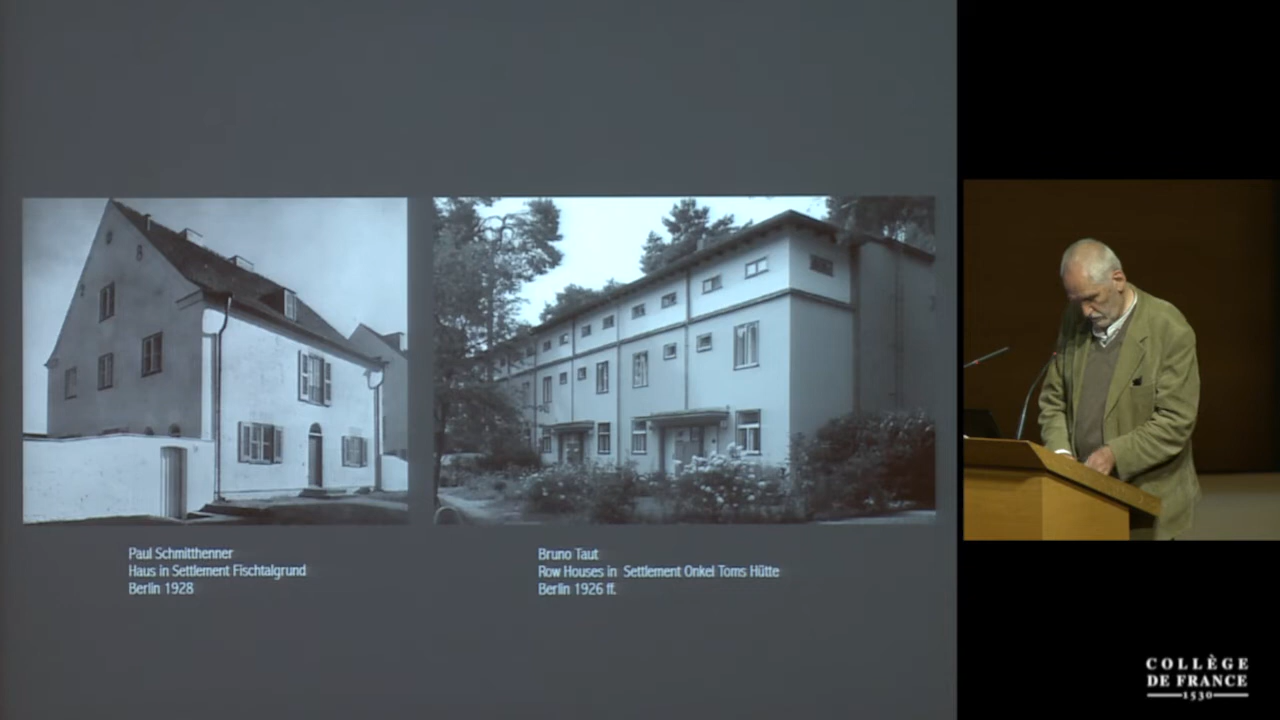 Paul Schmitthenner
Haus in Settlement Fischtalgrund
Berlin 1928
Bruno Taut
Row Houses in Settlement Onkel Toms Hütte
Berlin 1926 ff.
COLLÈGE
DE FRANCE
1530